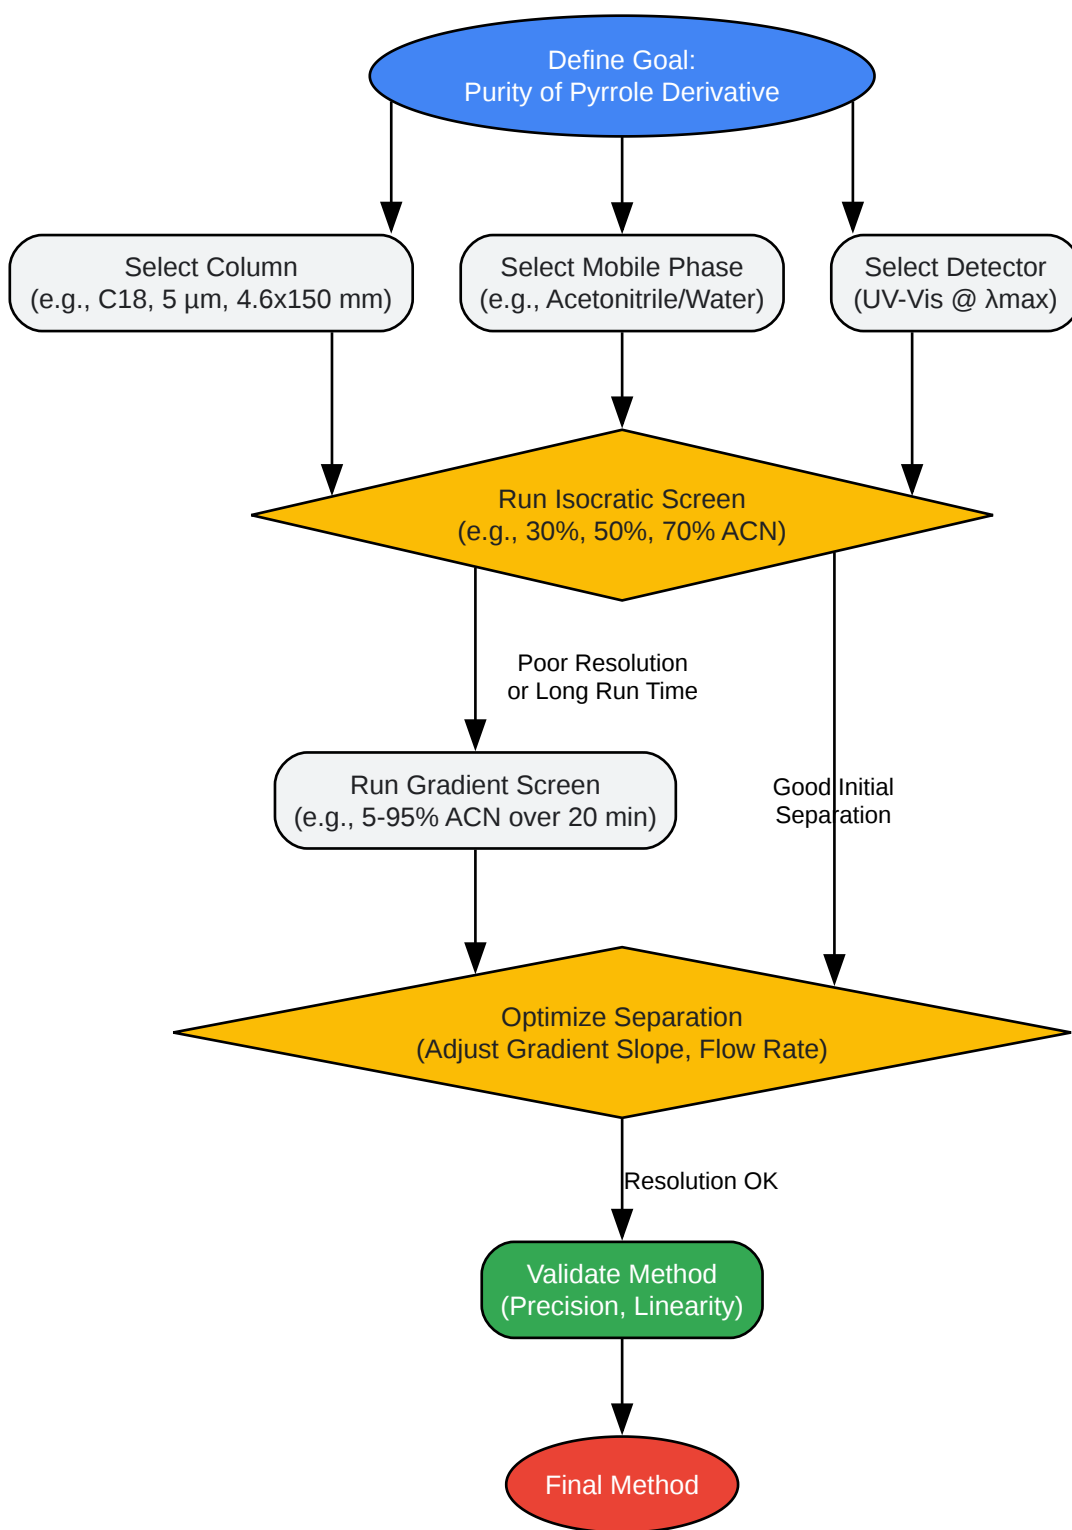 Define Goal:
Purity of Pyrrole Derivative
Select Column
(e.g., C18, 5 µm, 4.6x150 mm)
Select Mobile Phase
(e.g., Acetonitrile/Water)
Select Detector
(UV-Vis @ λmax)
Run Isocratic Screen
(e.g., 30%, 50%, 70% ACN)
Poor Resolution
or Long Run Time
Run Gradient Screen
(e.g., 5-95% ACN over 20 min)
Good Initial
Separation
Optimize Separation
(Adjust Gradient Slope, Flow Rate)
Resolution OK
Validate Method
(Precision, Linearity)
Final Method